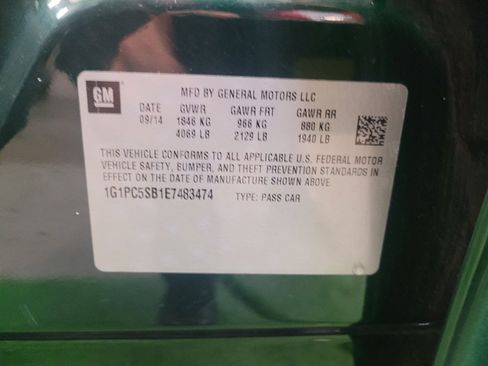 GM
MFD BY GENERAL MOTORS LLC
DATE GVWR GAWR FRT GAWR RR
09/14 1846 KG 966 KG 880 KG
4069 LB 2129 LB 1940 LB
THIS VEHICLE CONFORMS TO ALL APPLICABLE U.S. FEDERAL MOTOR
VEHICLE SAFETY, BUMPER, AND THEFT PREVENTION STANDARDS IN
EFFECT ON THE DATE OF MANUFACTURE SHOWN ABOVE.
1G1PC5SB1E7483474 TYPE: PASS CAR